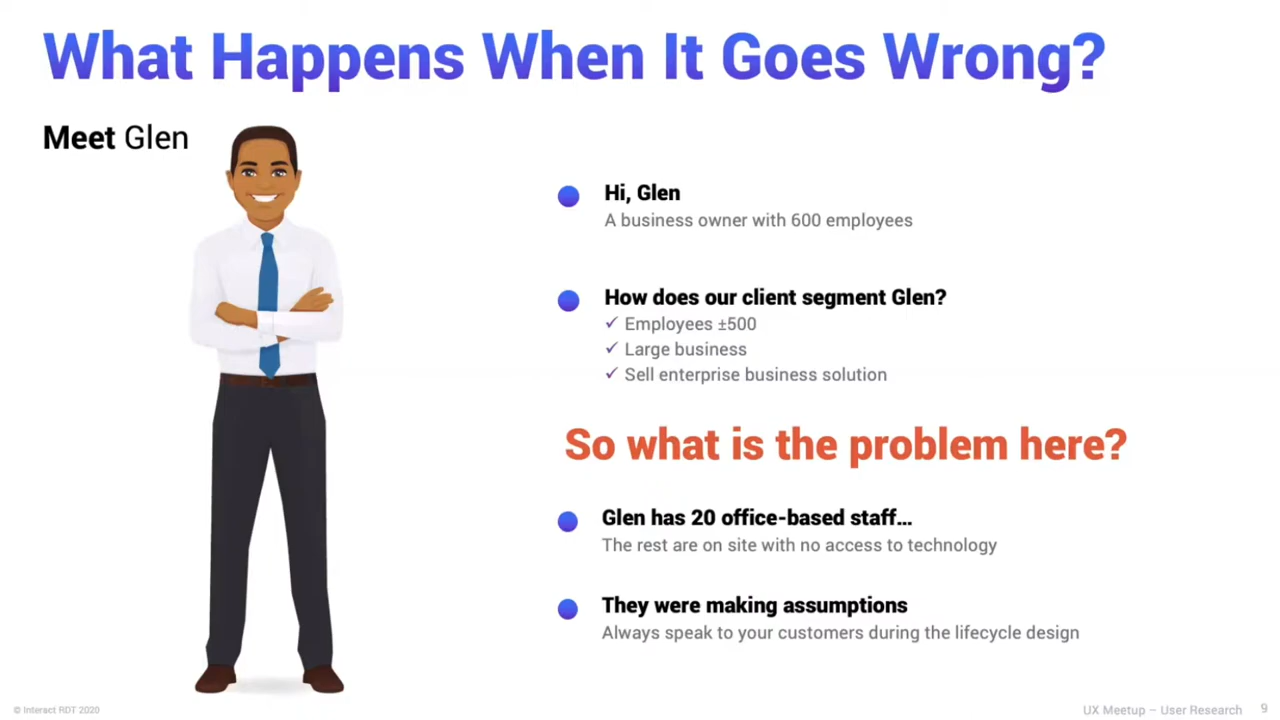 What Happens When It Goes Wrong?
Meet Glen
Hi, Glen
A business owner with 600 employees
How does our client segment Glen?
✓ Employees ±500
✓ Large business
✓ Sell enterprise business solution
So what is the problem here?
Glen has 20 office-based staff...
The rest are on site with no access to technology
They were making assumptions
Always speak to your customers during the lifecycle design
© Interact RDT 2020
UX Meetup – User Research 9